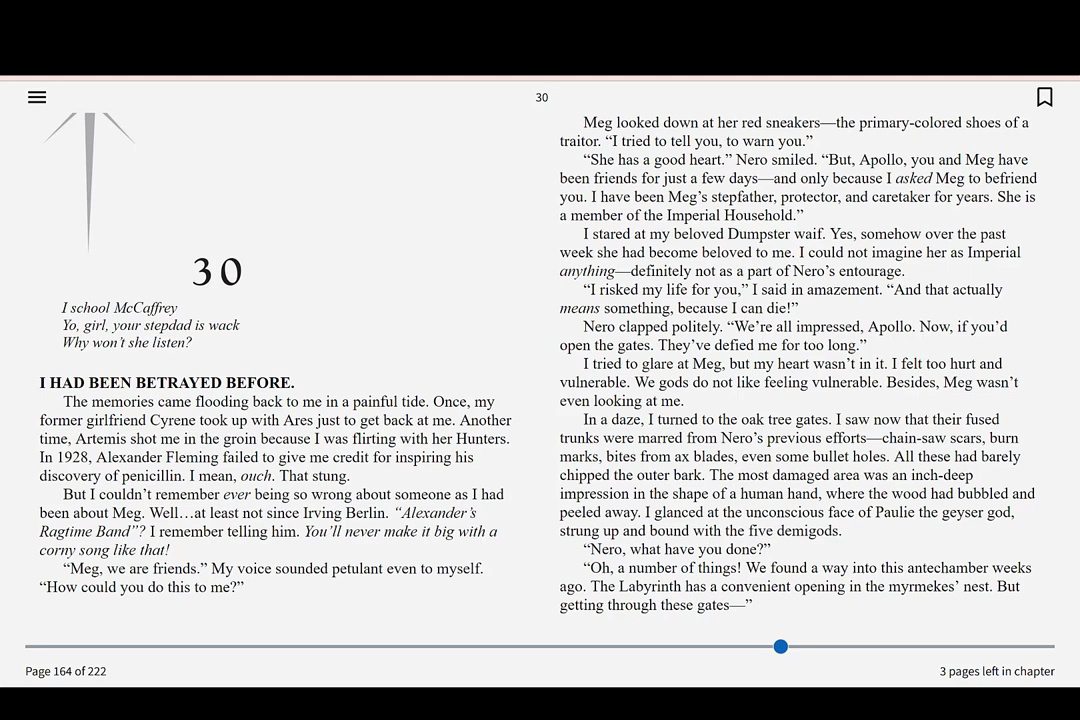 30
30
I school McCaffrey
Yo, girl, your stepdad is wack
Why won’t she listen?
I HAD BEEN BETRAYED BEFORE.
The memories came flooding back to me in a painful tide. Once, my
former girlfriend Cyrene took up with Ares just to get back at me. Another
time, Artemis shot me in the groin because I was flirting with her Hunters.
In 1928, Alexander Fleming failed to give me credit for inspiring his
discovery of penicillin. I mean, ouch. That stung.
But I couldn’t remember ever being so wrong about someone as I had
been about Meg. Well…at least not since Irving Berlin. “Alexander’s
Ragtime Band”? I remember telling him. You’ll never make it big with a
corny song like that!
“Meg, we are friends.” My voice sounded petulant even to myself.
“How could you do this to me?”
Meg looked down at her red sneakers—the primary-colored shoes of a
traitor. “I tried to tell you, to warn you.”
“She has a good heart.” Nero smiled. “But, Apollo, you and Meg have
been friends for just a few days—and only because I asked Meg to befriend
you. I have been Meg’s stepfather, protector, and caretaker for years. She is
a member of the Imperial Household.”
I stared at my beloved Dumpster waif. Yes, somehow over the past
week she had become beloved to me. I could not imagine her as Imperial
anything—definitely not as a part of Nero’s entourage.
“I risked my life for you,” I said in amazement. “And that actually
means something, because I can die!”
Nero clapped politely. “We’re all impressed, Apollo. Now, if you’d
open the gates. They’ve defied me for too long.”
I tried to glare at Meg, but my heart wasn’t in it. I felt too hurt and
vulnerable. We gods do not like feeling vulnerable. Besides, Meg wasn’t
even looking at me.
In a daze, I turned to the oak tree gates. I saw now that their fused
trunks were marred from Nero’s previous efforts—chain-saw scars, burn
marks, bites from ax blades, even some bullet holes. All these had barely
chipped the outer bark. The most damaged area was an inch-deep
impression in the shape of a human hand, where the wood had bubbled and
peeled away. I glanced at the unconscious face of Paulie the geyser god,
strung up and bound with the five demigods.
“Nero, what have you done?”
“Oh, a number of things! We found a way into this antechamber weeks
ago. The Labyrinth has a convenient opening in the myrmekes’ nest. But
getting through these gates—”
Page 164 of 222
3 pages left in chapter